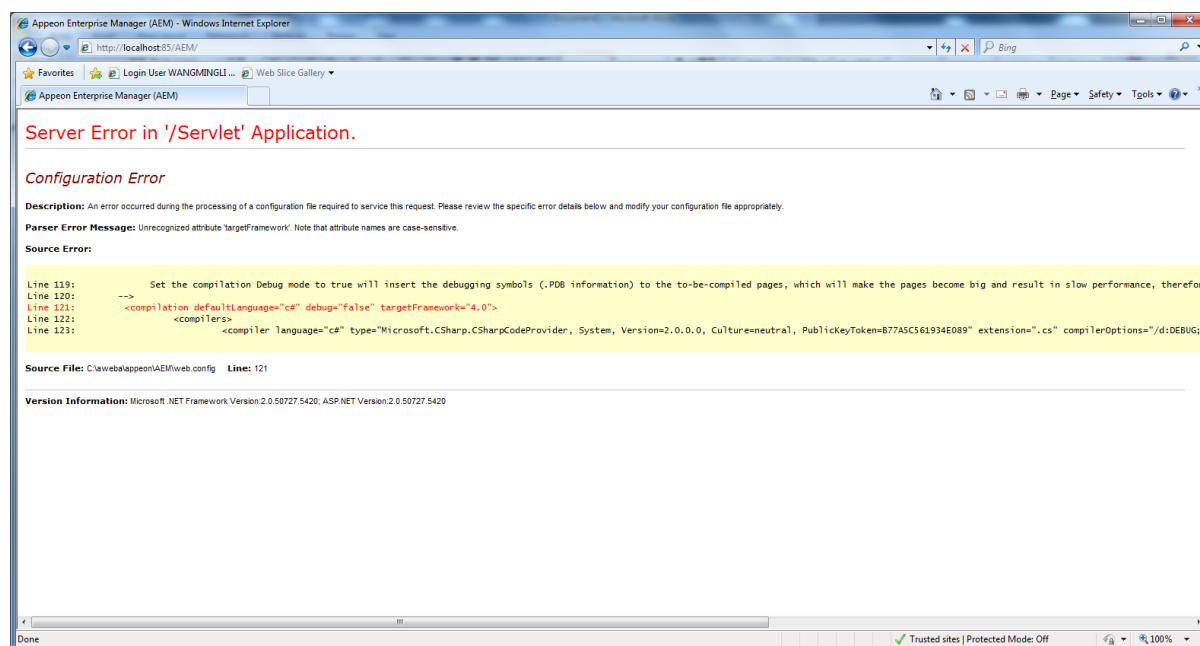 Appeon Enterprise Manager (AEM) - Windows Internet Explorer
http://localhost:85/AEM/
Bing
Favorites
Login User WANGMINGLI ...
Web Slice Gallery
Appeon Enterprise Manager (AEM)
Page
Safety
Tools
Server Error in '/Servlet' Application.
Configuration Error
Description: An error occurred during the processing of a configuration file required to service this request. Please review the specific error details below and modify your configuration file appropriately.
Parser Error Message: Unrecognized attribute 'targetFramework'. Note that attribute names are case-sensitive.
Source Error:
Line 119: Set the compilation Debug mode to true will insert the debugging symbols (.PDB information) to the to-be-compiled pages, which will make the pages become big and result in slow performance, therefo
Line 120: -->
Line 121: <compilation defaultLanguage="c#" debug="false" targetFramework="4.0">
Line 122: <compilers>
Line 123: <compiler language="c#" type="Microsoft.CSharp.CSharpCodeProvider, System, Version=2.0.0.0, Culture=neutral, PublicKeyToken=B77A5C561934E089" extension=".cs" compilerOptions="/d:DEBUG;
Source File: C:\aweba\appeon\AEM\web.config Line: 121
Version Information: Microsoft .NET Framework Version:2.0.50727.5420; ASP.NET Version:2.0.50727.5420
Done
Trusted sites | Protected Mode: Off
100%